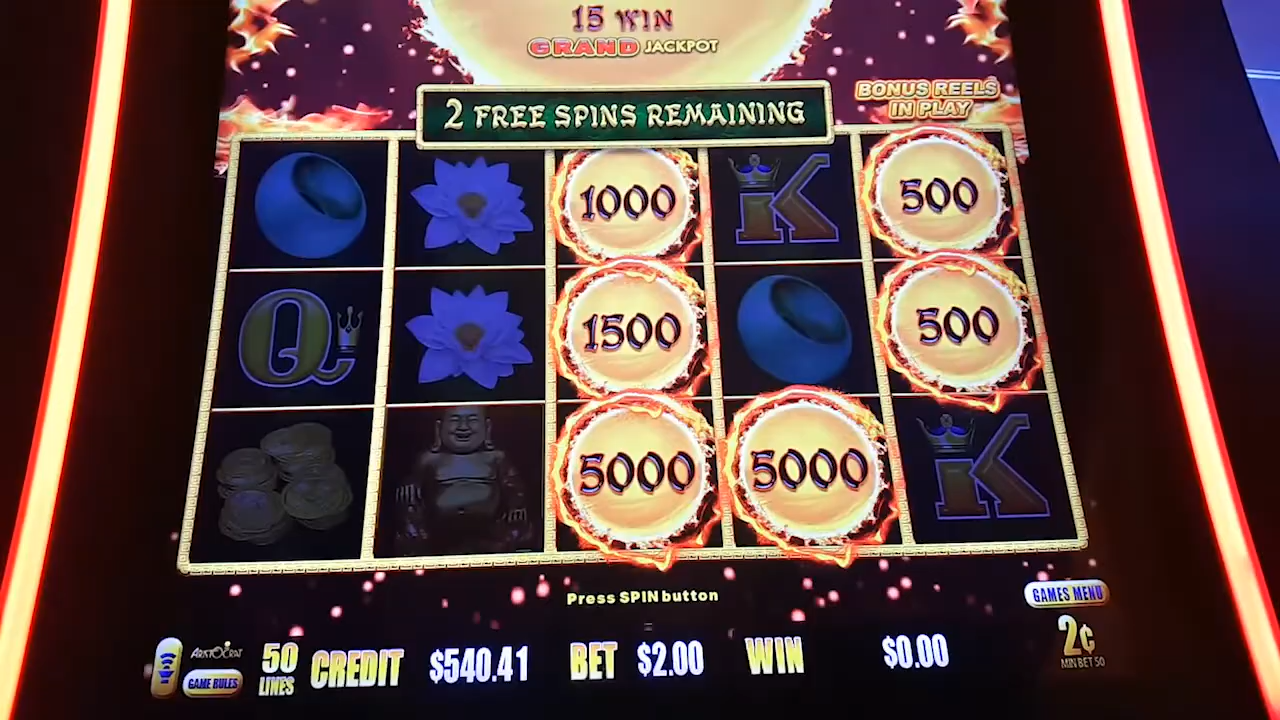 15 WIN
GRAND JACKPOT
2 FREE SPINS REMAINING
BONUS REELS
IN PLAY
1000
K
500
Q
1500
500
5000
5000
K
Press SPIN button
GAMES MENU
ARISTOCRAT
GAME RULES
50
LINES
CREDIT
$540.41
BET
$2.00
WIN
$0.00
2¢
MIN BET 50